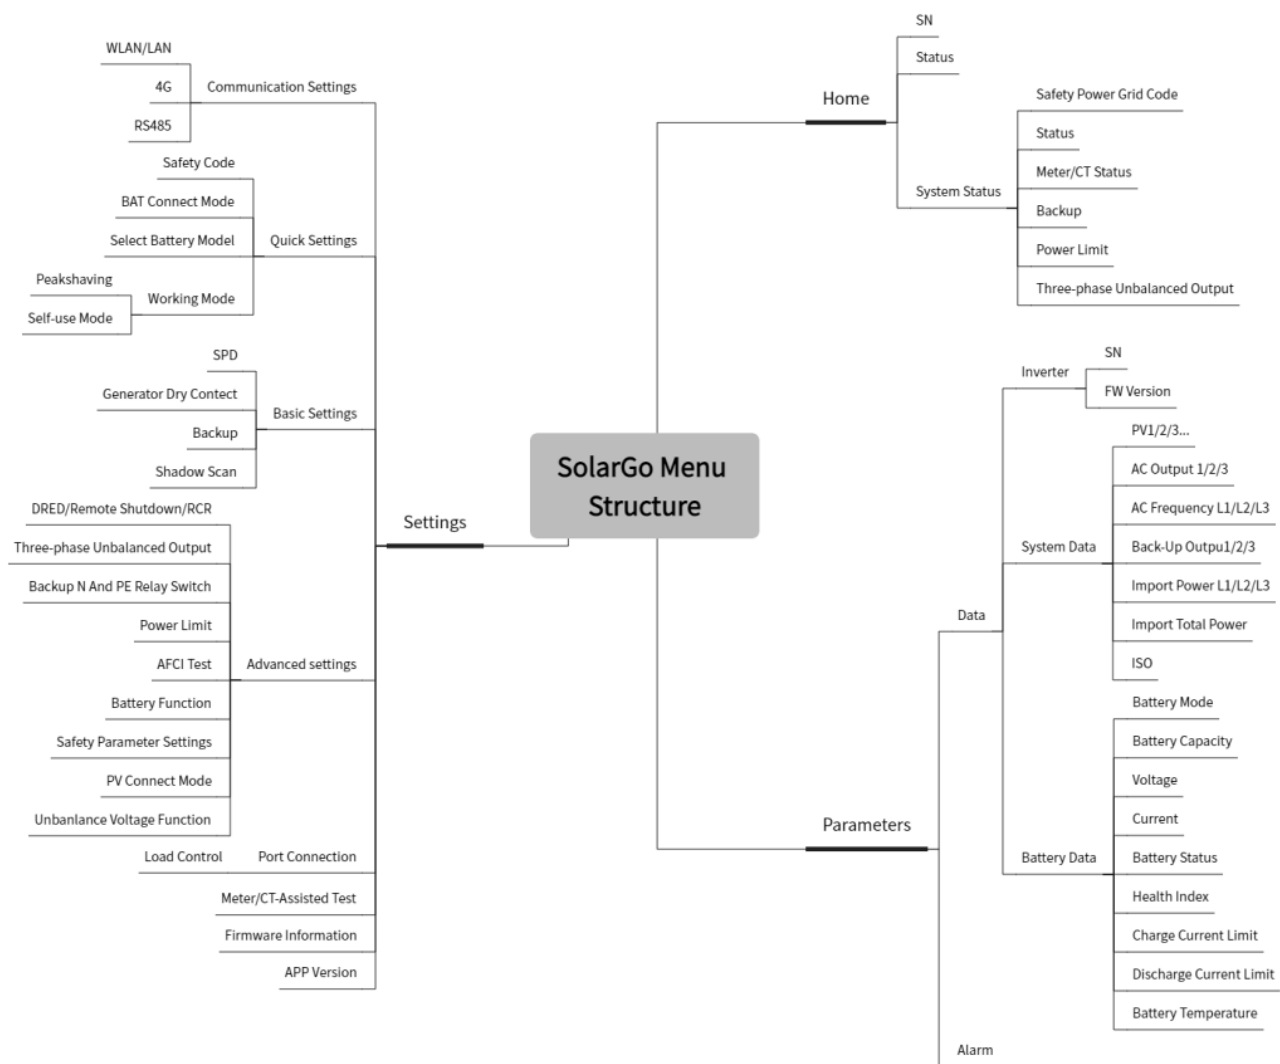 SolarGo Menu
Structure
Home
SN
Status
System Status
Safety Power Grid Code
Status
Meter/CT Status
Backup
Power Limit
Three-phase Unbalanced Output
Parameters
Data
Inverter
SN
FW Version
System Data
PV1/2/3...
AC Output 1/2/3
AC Frequency L1/L2/L3
Back-Up Outpu1/2/3
Import Power L1/L2/L3
Import Total Power
ISO
Battery Data
Battery Mode
Battery Capacity
Voltage
Current
Battery Status
Health Index
Charge Current Limit
Discharge Current Limit
Battery Temperature
Alarm
Settings
Communication Settings
WLAN/LAN
4G
RS485
Quick Settings
Safety Code
BAT Connect Mode
Select Battery Model
Working Mode
Peakshaving
Self-use Mode
Basic Settings
SPD
Generator Dry Contect
Backup
Shadow Scan
Advanced settings
DRED/Remote Shutdown/RCR
Three-phase Unbalanced Output
Backup N And PE Relay Switch
Power Limit
AFCI Test
Battery Function
Safety Parameter Settings
PV Connect Mode
Unbanlance Voltage Function
Port Connection
Load Control
Meter/CT-Assisted Test
Firmware Information
APP Version